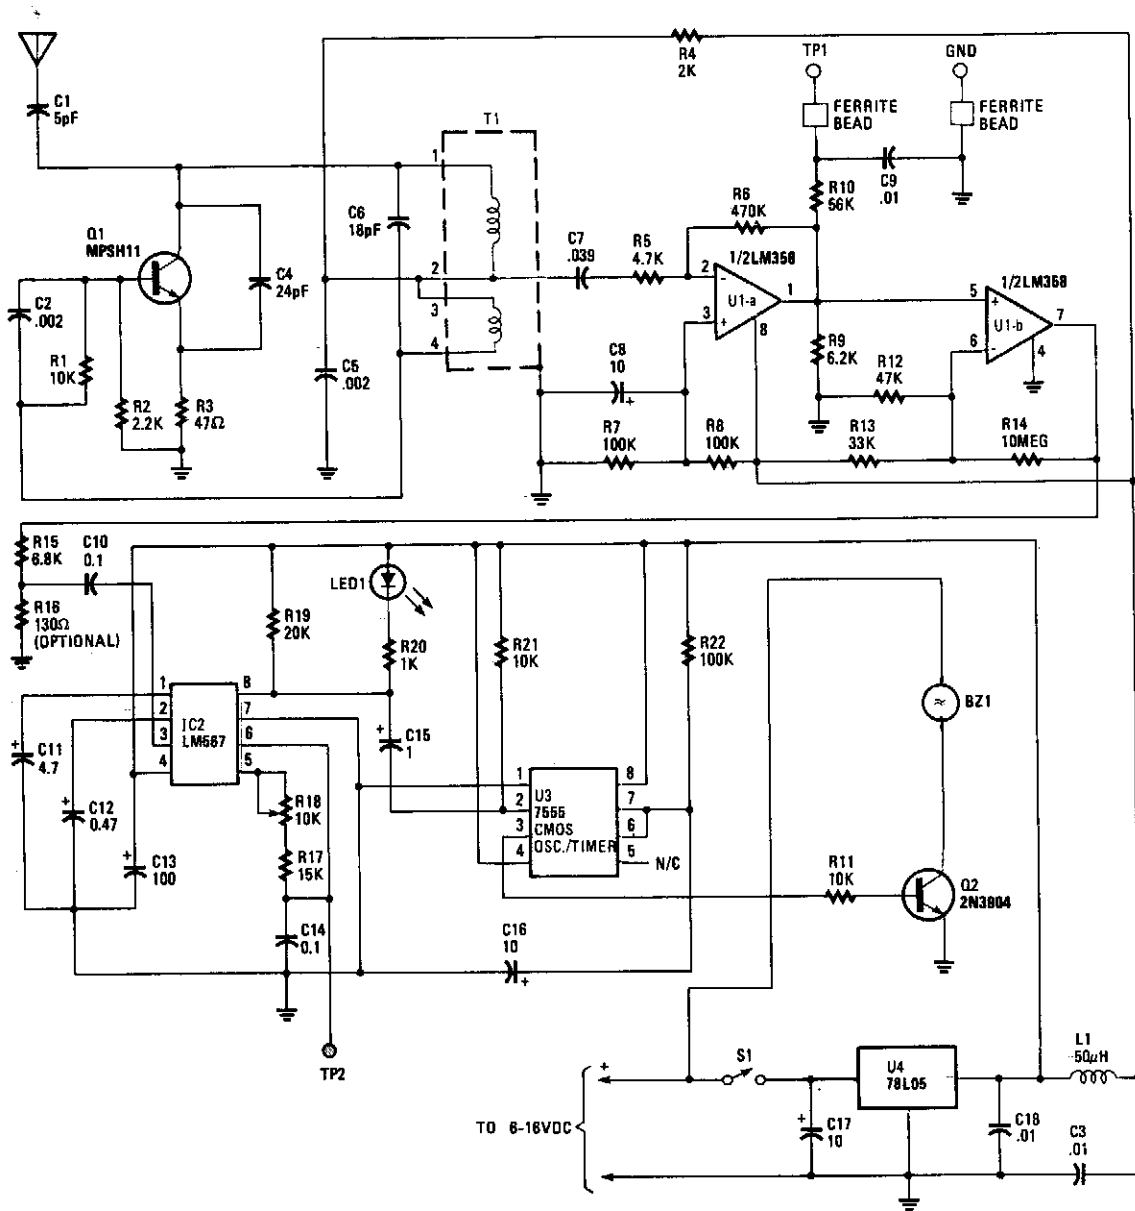 R4
2K
TP1
GND
C1
5pF
FERRITE
BEAD
FERRITE
BEAD
T1
1
C9
.01
R10
56K
R6
470K
C6
18pF
Q1
MPSH11
C7
.039
R5
4.7K
1/2LM358
1/2LM358
C4
24pF
2
2
U1-a
1
5
7
C2
.002
3
3
8
U1-b
R9
6.2K
6
4
4
R1
10K
C8
10
+
R12
47K
C5
.002
R2
2.2K
R3
47Ω
R7
100K
R8
100K
R13
33K
R14
10MEG
+
-
+
-
R15
6.8K
C10
0.1
LED1
R16
130Ω
(OPTIONAL)
R19
20K
R20
1K
R21
10K
R22
100K
1
8
BZ1
2
7
IC2
LM567
3
6
4
5
+
C11
4.7
+
C15
1
1
8
U3
7555
CMOS
OSC./TIMER
2
7
3
6
4
5
N/C
R18
10K
+
C12
0.47
+
C13
100
R17
15K
R11
10K
Q2
2N3904
C14
0.1
C16
10
+
TP2
S1
L1
50μH
U4
78L05
+
TO 6-16VDC
+
C17
10
C18
.01
C3
.01